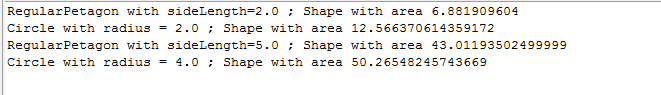 RegularPetagon with sideLength=2.0 ; Shape with area 6.881909604
Circle with radius = 2.0 ; Shape with area 12.566370614359172
RegularPetagon with sideLength=5.0 ; Shape with area 43.01193502499999
Circle with radius = 4.0 ; Shape with area 50.26548245743669